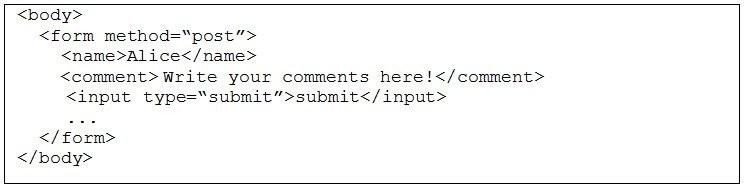 <body>
<form method=“post”>
<name>Alice</name>
<comment>Write your comments here!</comment>
<input type=“submit”>submit</input>
...
</form>
</body>